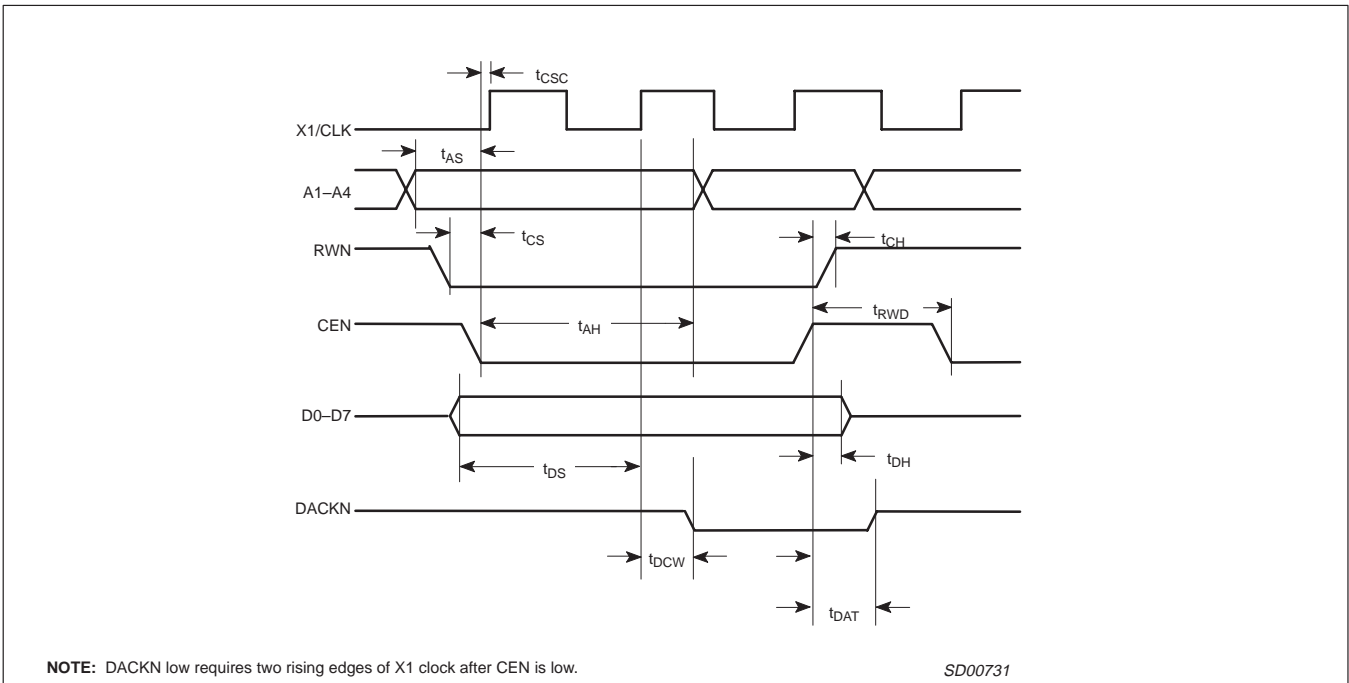 tCSC
X1/CLK
tAS
A1–A4
tCS
tCH
RWN
tRWD
CEN
tAH
D0–D7
tDH
tDS
DACKN
tDCW
tDAT
NOTE: DACKN low requires two rising edges of X1 clock after CEN is low.
SD00731